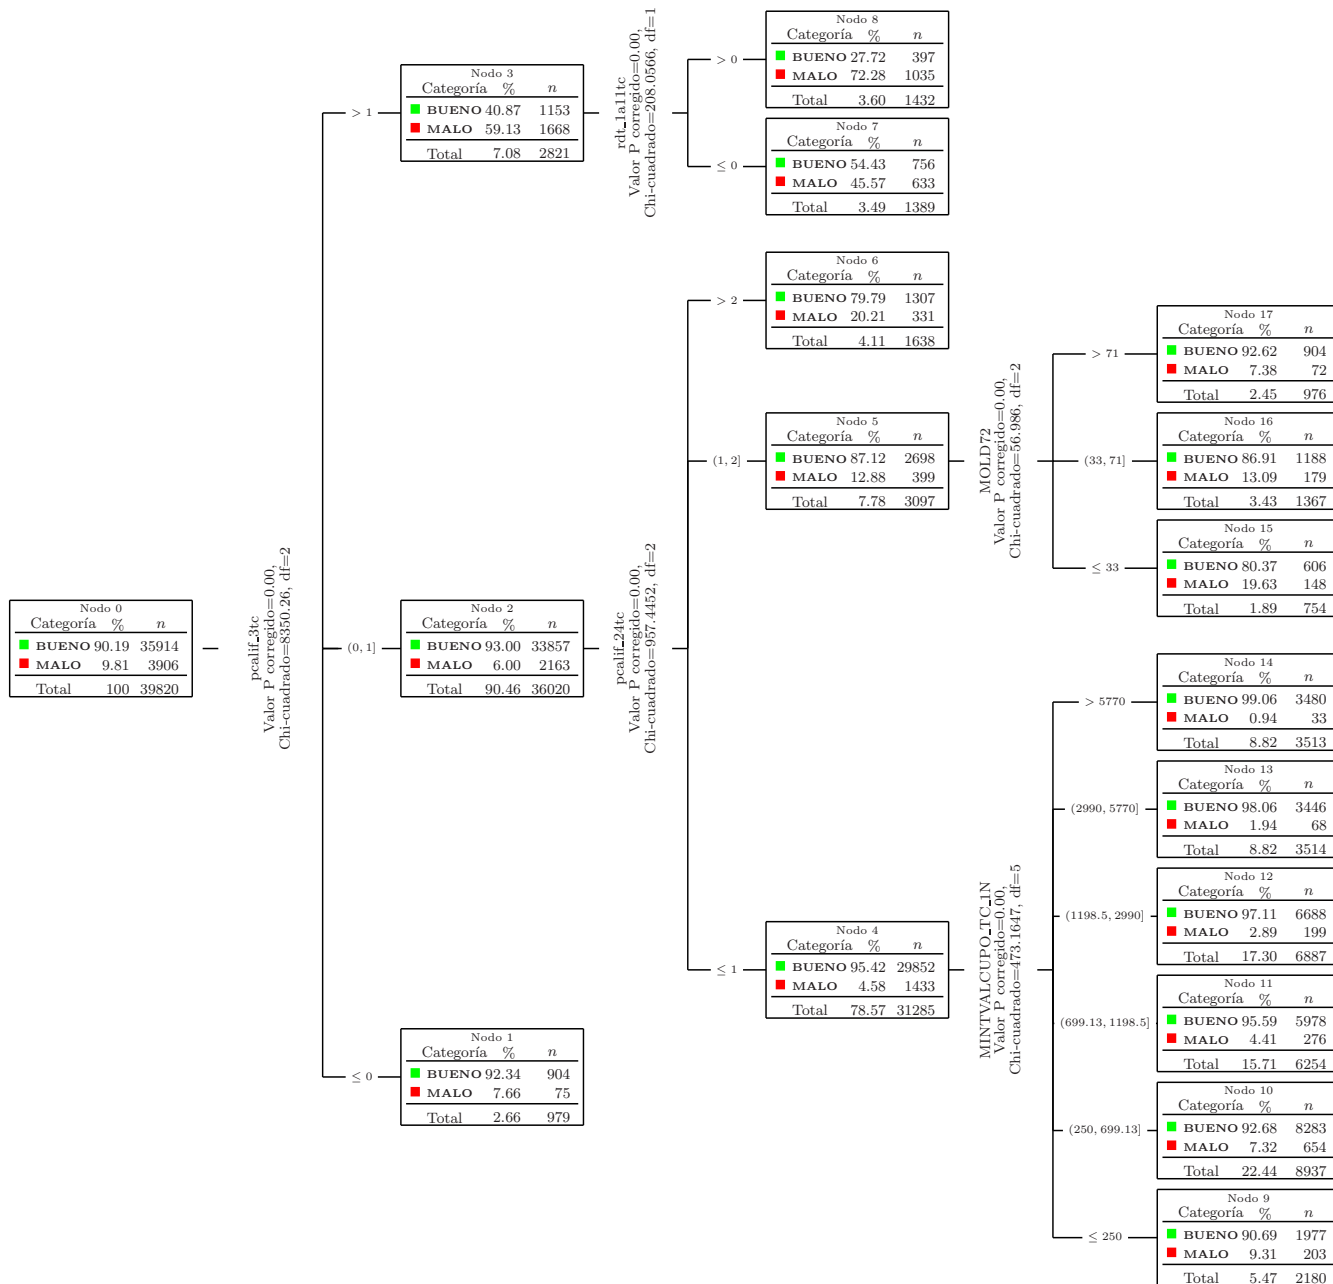 Nodo 0
Categoría % n
BUENO 90.19 35914
MALO 9.81 3906
Total 100 39820
pcalif_3tc
Valor P corregido=0.00,
Chi-cuadrado=8350.26, df=2
> 1
(0, 1]
≤ 0
Nodo 3
Categoría % n
BUENO 40.87 1153
MALO 59.13 1668
Total 7.08 2821
Nodo 2
Categoría % n
BUENO 93.00 33857
MALO 6.00 2163
Total 90.46 36020
Nodo 1
Categoría % n
BUENO 92.34 904
MALO 7.66 75
Total 2.66 979
rdt_1a11tc
Valor P corregido=0.00,
Chi-cuadrado=208.0566, df=1
> 0
≤ 0
Nodo 8
Categoría % n
BUENO 27.72 397
MALO 72.28 1035
Total 3.60 1432
Nodo 7
Categoría % n
BUENO 54.43 756
MALO 45.57 633
Total 3.49 1389
pcalif_24tc
Valor P corregido=0.00,
Chi-cuadrado=957.4452, df=2
> 2
(1, 2]
≤ 1
Nodo 6
Categoría % n
BUENO 79.79 1307
MALO 20.21 331
Total 4.11 1638
Nodo 5
Categoría % n
BUENO 87.12 2698
MALO 12.88 399
Total 7.78 3097
Nodo 4
Categoría % n
BUENO 95.42 29852
MALO 4.58 1433
Total 78.57 31285
MOLD72
Valor P corregido=0.00,
Chi-cuadrado=56.986, df=2
> 71
(33, 71]
≤ 33
Nodo 17
Categoría % n
BUENO 92.62 904
MALO 7.38 72
Total 2.45 976
Nodo 16
Categoría % n
BUENO 86.91 1188
MALO 13.09 179
Total 3.43 1367
Nodo 15
Categoría % n
BUENO 80.37 606
MALO 19.63 148
Total 1.89 754
MINTVALCUPO_TC_1N
Valor P corregido=0.00,
Chi-cuadrado=473.1647, df=5
> 5770
(2990, 5770]
(1198.5, 2990]
(699.13, 1198.5]
(250, 699.13]
≤ 250
Nodo 14
Categoría % n
BUENO 99.06 3480
MALO 0.94 33
Total 8.82 3513
Nodo 13
Categoría % n
BUENO 98.06 3446
MALO 1.94 68
Total 8.82 3514
Nodo 12
Categoría % n
BUENO 97.11 6688
MALO 2.89 199
Total 17.30 6887
Nodo 11
Categoría % n
BUENO 95.59 5978
MALO 4.41 276
Total 15.71 6254
Nodo 10
Categoría % n
BUENO 92.68 8283
MALO 7.32 654
Total 22.44 8937
Nodo 9
Categoría % n
BUENO 90.69 1977
MALO 9.31 203
Total 5.47 2180